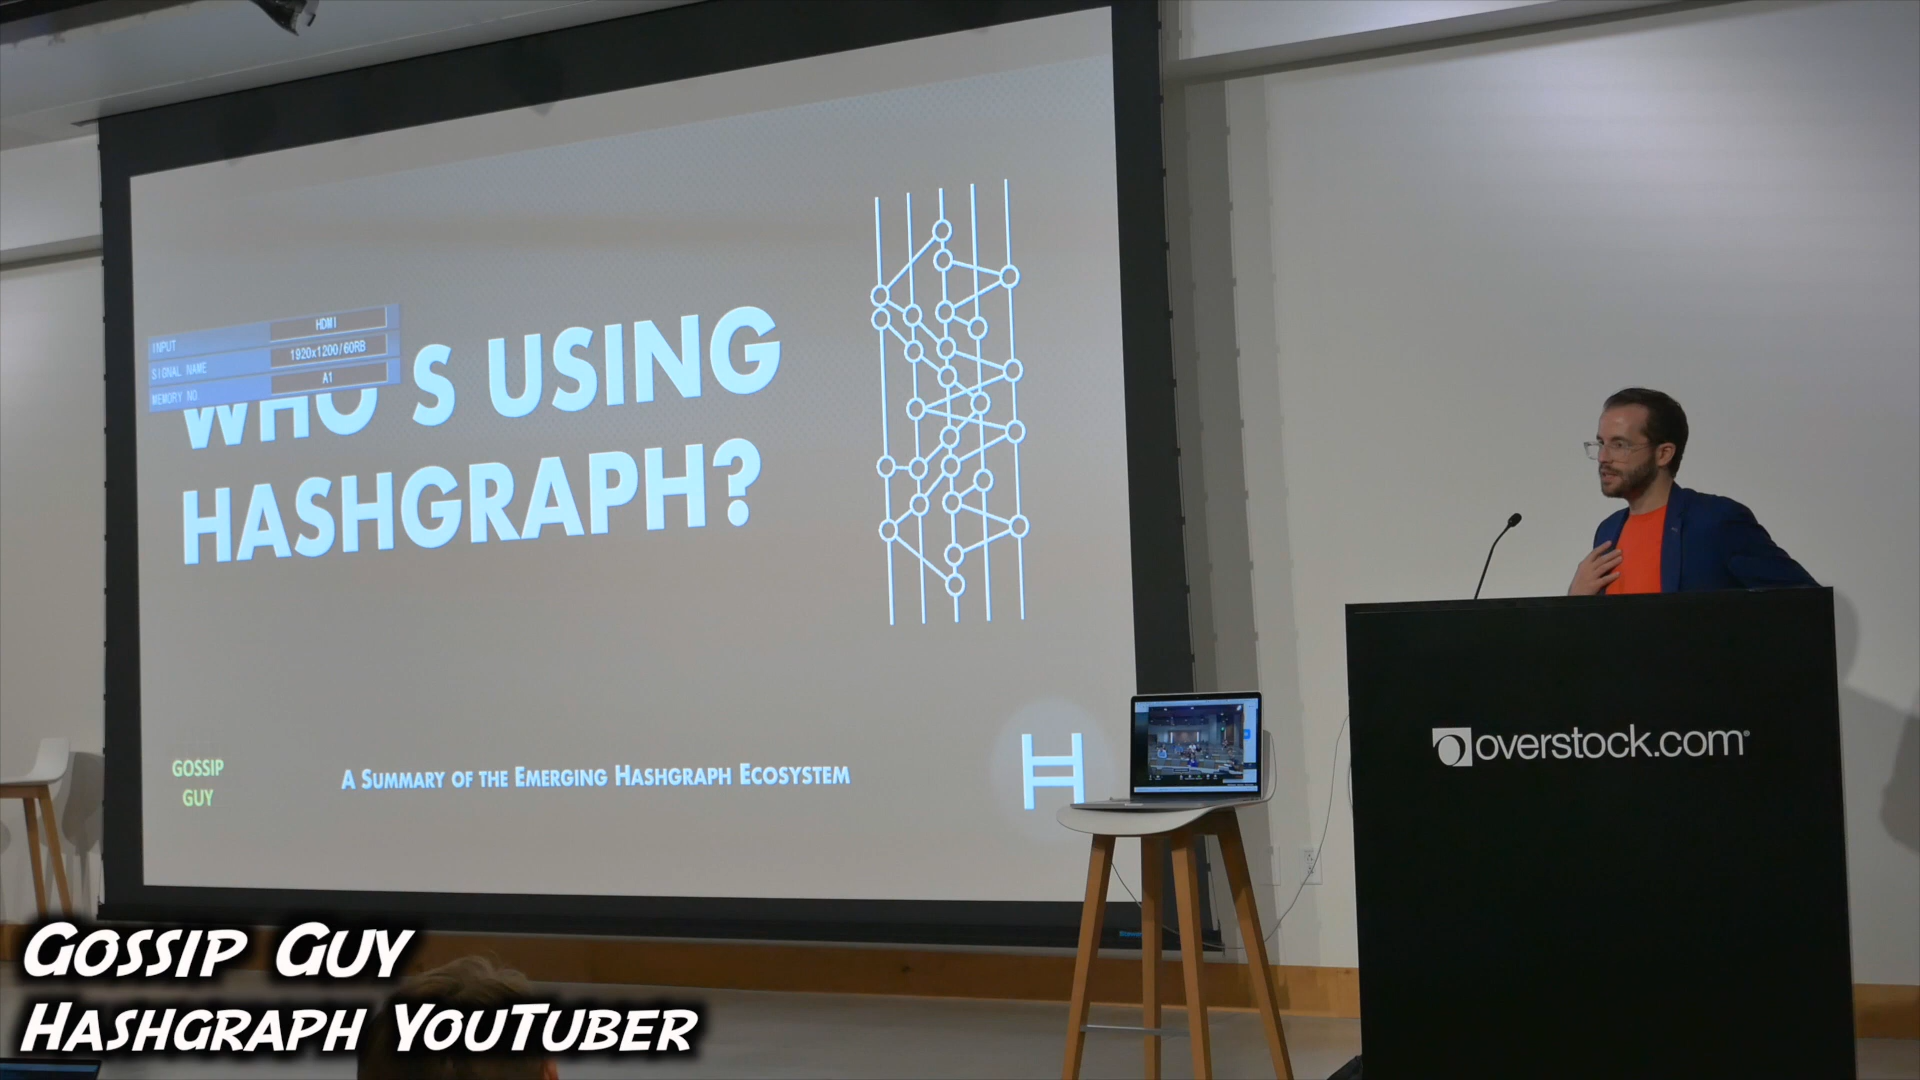 INPUT HDMI
SIGNAL NAME 1920x1200/60RB
MEMORY NO. A1
WHO'S USING
HASHGRAPH?
GOSSIP
GUY
A SUMMARY OF THE EMERGING HASHGRAPH ECOSYSTEM
overstock.com®
GOSSIP GUY
HASHGRAPH YOUTUBER